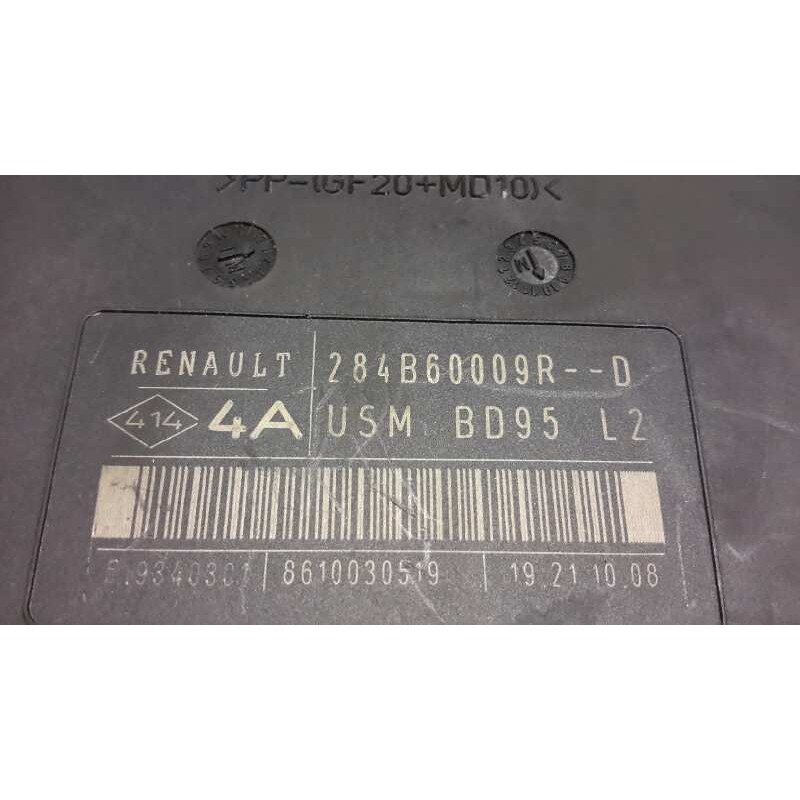 >PP-(GF20+MD10)<
RENAULT 284B60009R--D
414 4A USM BD95 L2
8610030519 19.21 10.08